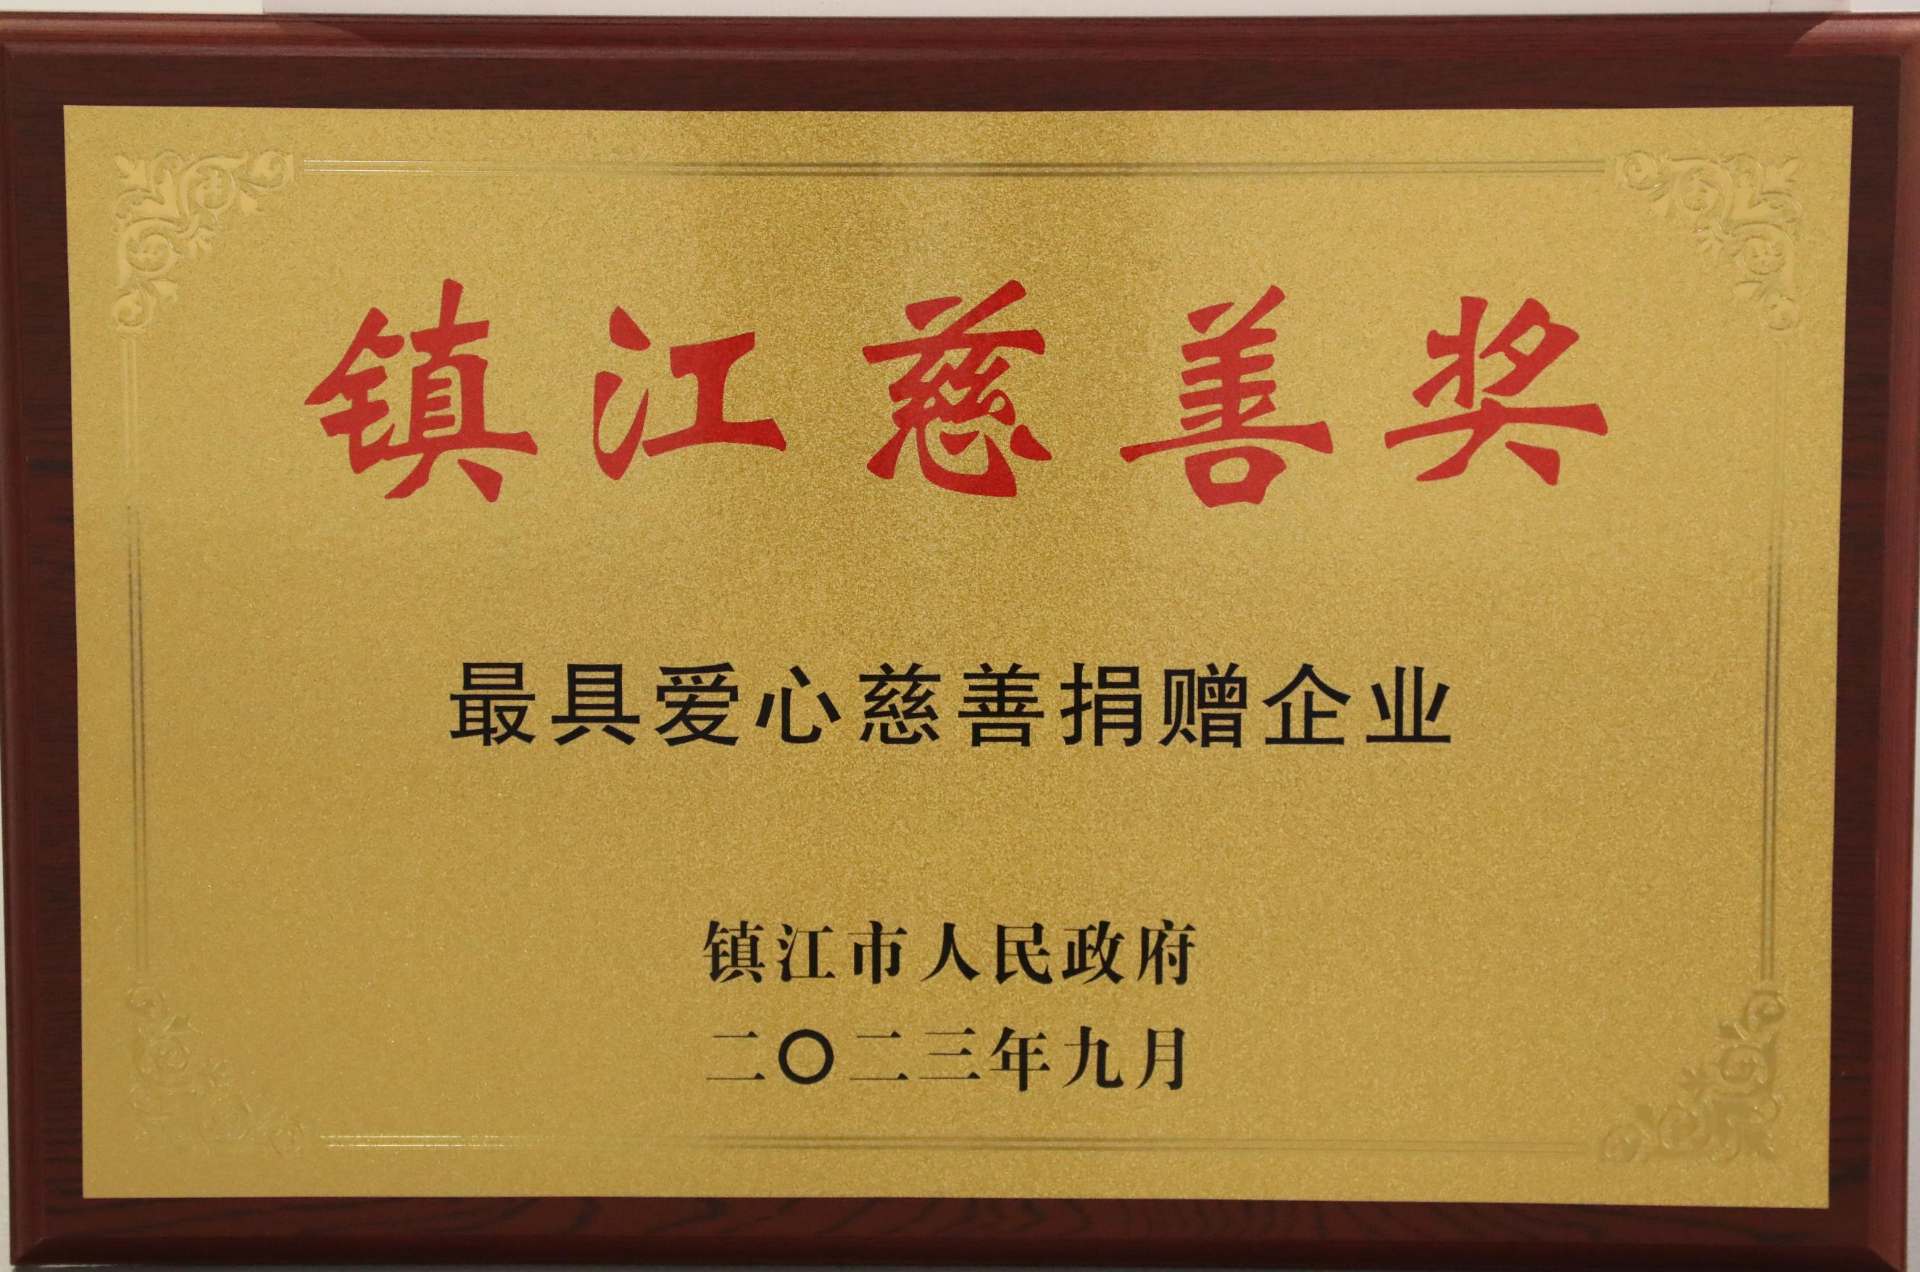 镇江慈善奖
最具爱心慈善捐赠企业
镇江市人民政府
二〇二三年九月